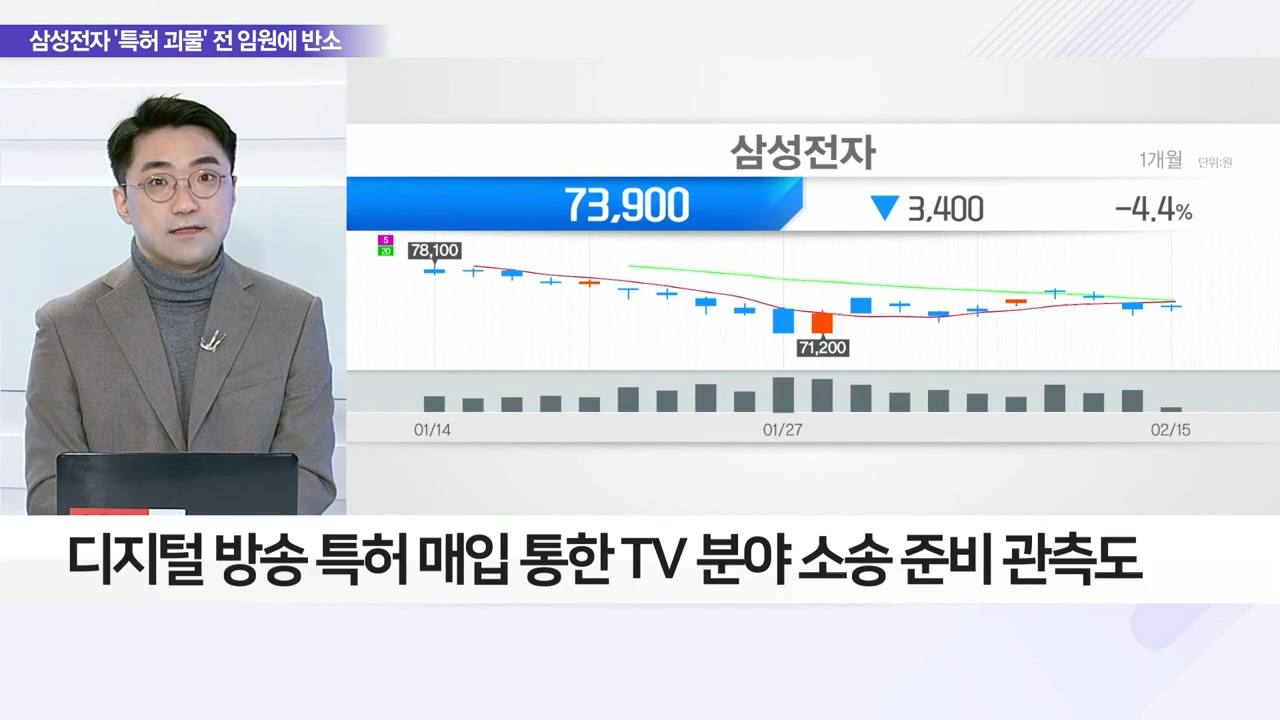 삼성전자 '특허 괴물' 전 임원에 반소
삼성전자
1개월 단위:원
73,900 ▼ 3,400 -4.4%
5
20
78,100
71,200
01/14 01/27 02/15
디지털 방송 특허 매입 통한 TV 분야 소송 준비 관측도